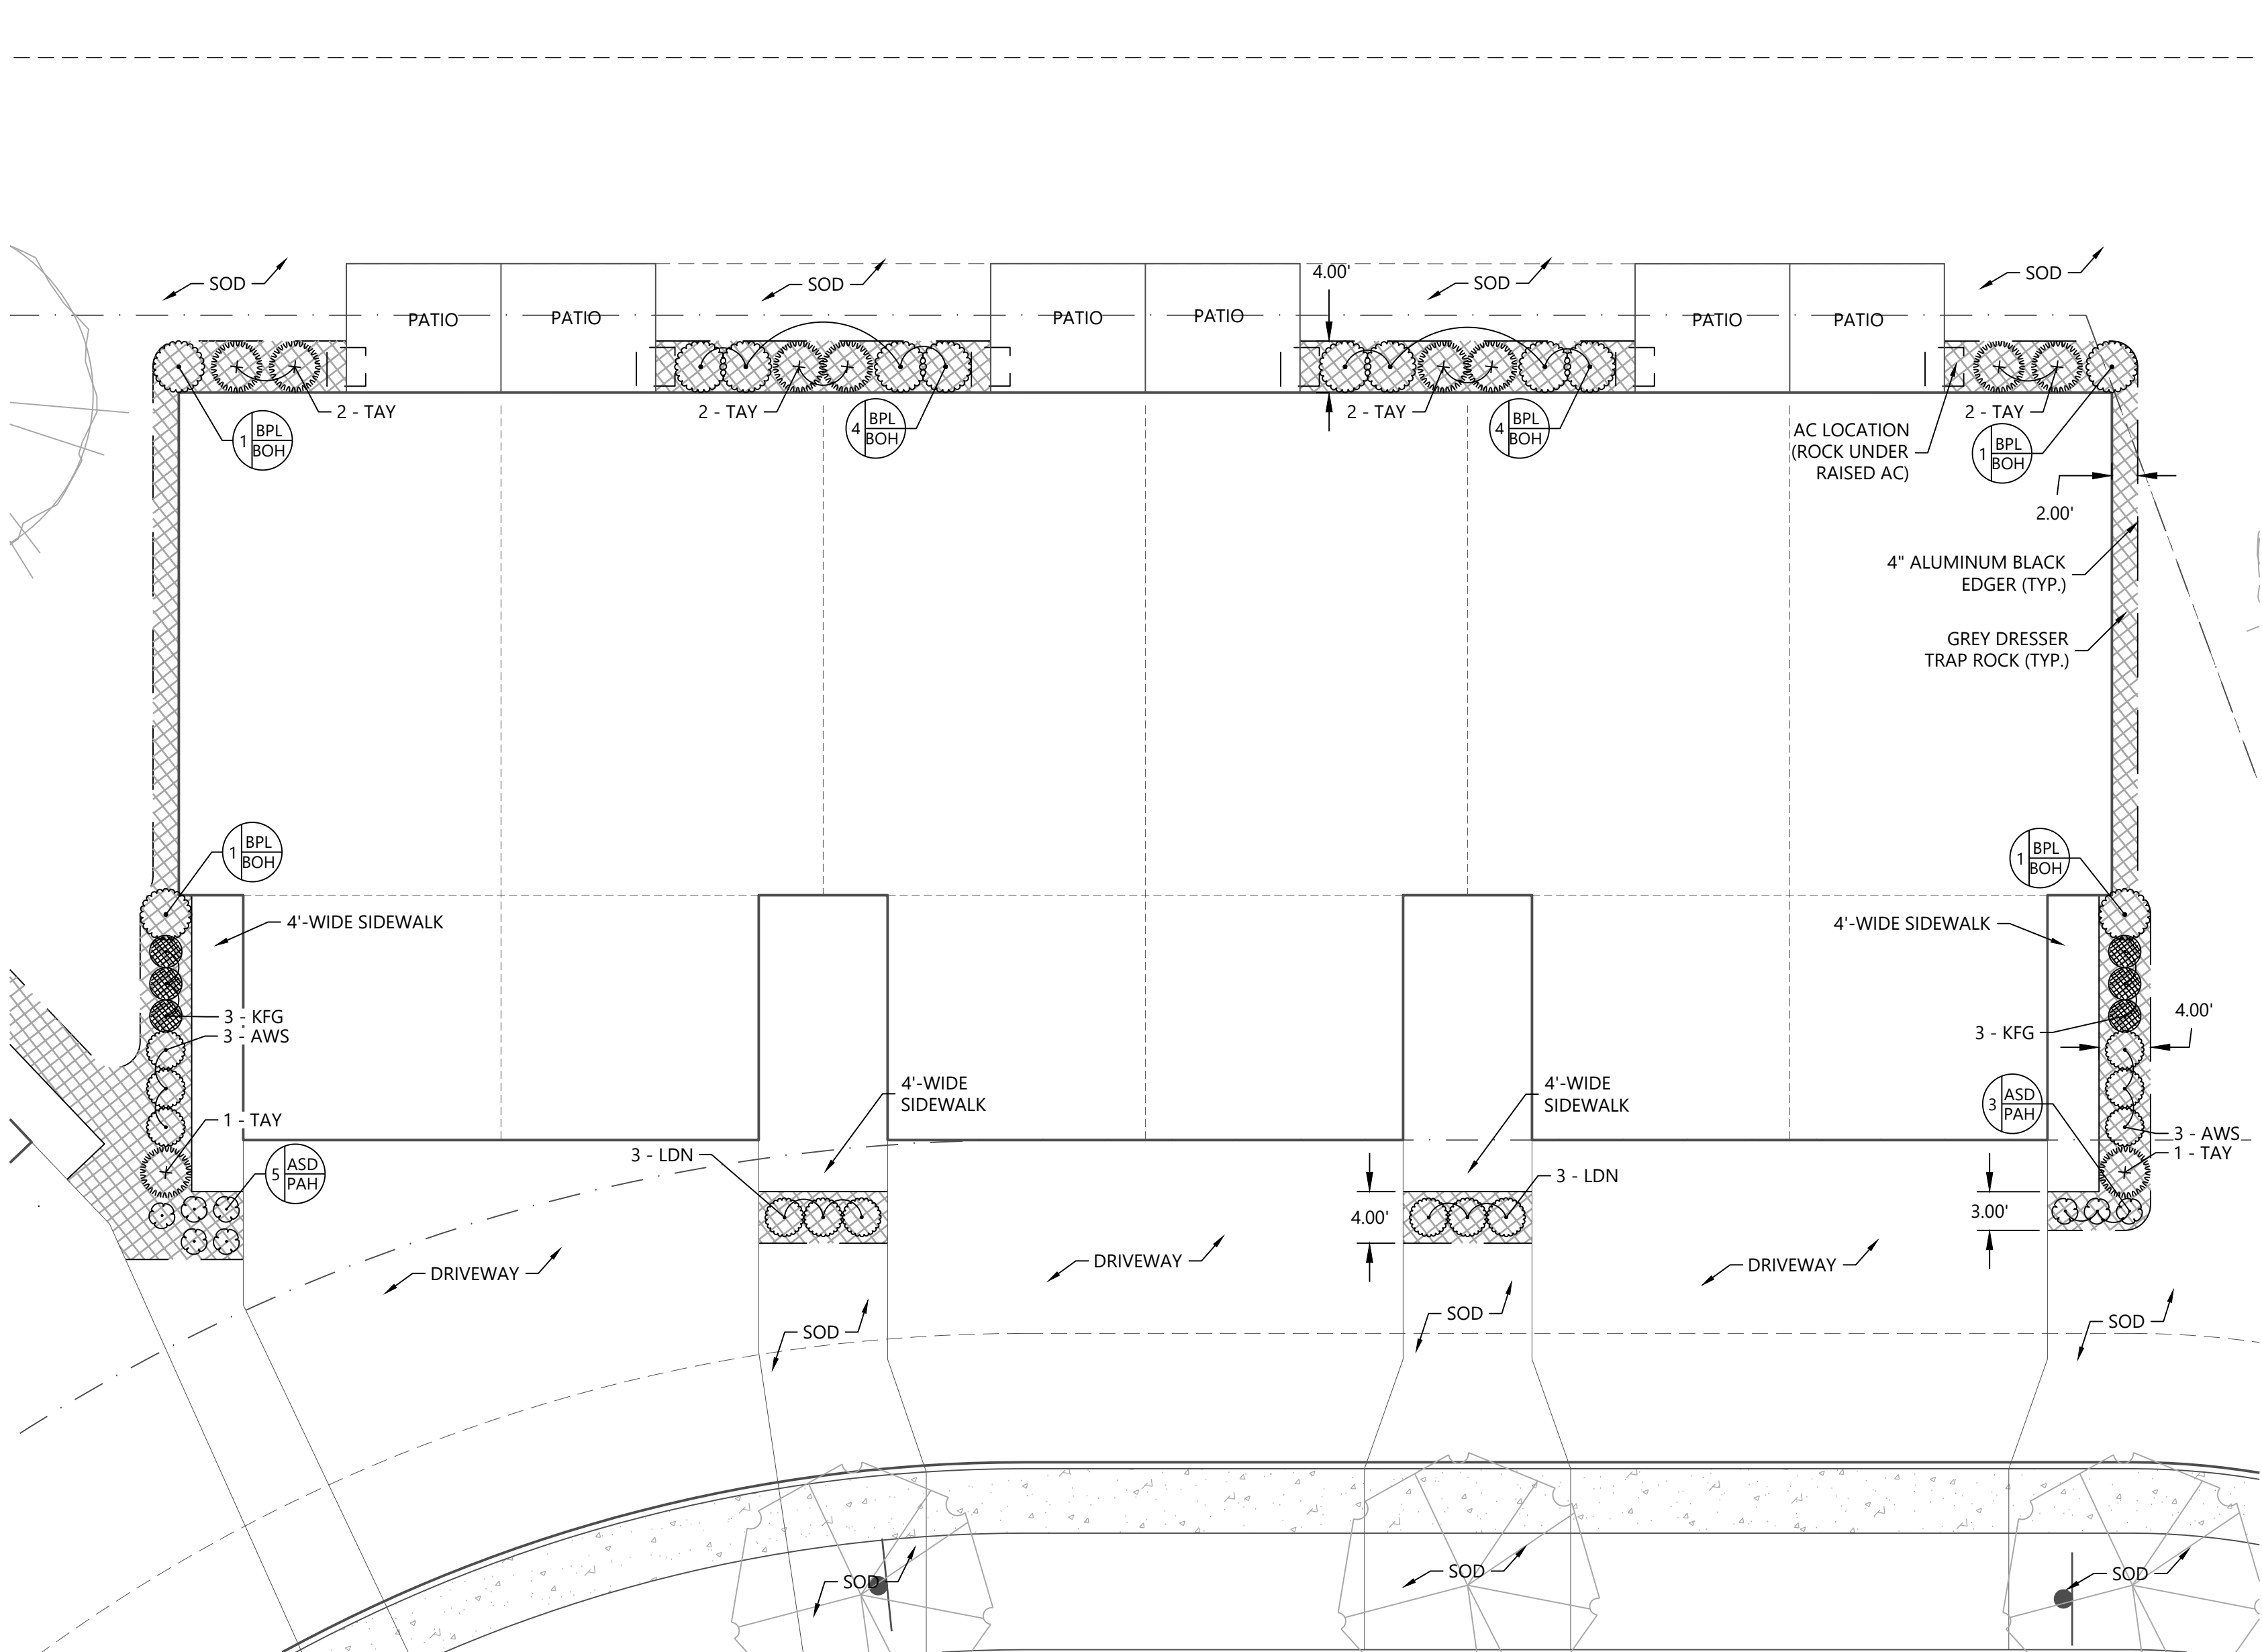 SOD
SOD
4.00'
SOD
SOD
PATIO
PATIO
PATIO
PATIO
PATIO
PATIO
2 - TAY
2 - TAY
2 - TAY
2 - TAY
1 BPL
BOH
4 BPL
BOH
4 BPL
BOH
AC LOCATION
(ROCK UNDER
RAISED AC)
1 BPL
BOH
2.00'
4" ALUMINUM BLACK
EDGER (TYP.)
GREY DRESSER
TRAP ROCK (TYP.)
1 BPL
BOH
1 BPL
BOH
4'-WIDE SIDEWALK
4'-WIDE SIDEWALK
3 - KFG
3 - AWS
4.00'
3 - KFG
4'-WIDE
SIDEWALK
4'-WIDE
SIDEWALK
3 ASD
PAH
1 - TAY
3 - AWS
1 - TAY
3 - LDN
5 ASD
PAH
3 - LDN
4.00'
3.00'
DRIVEWAY
DRIVEWAY
DRIVEWAY
SOD
SOD
SOD
SOD
SOD
SOD